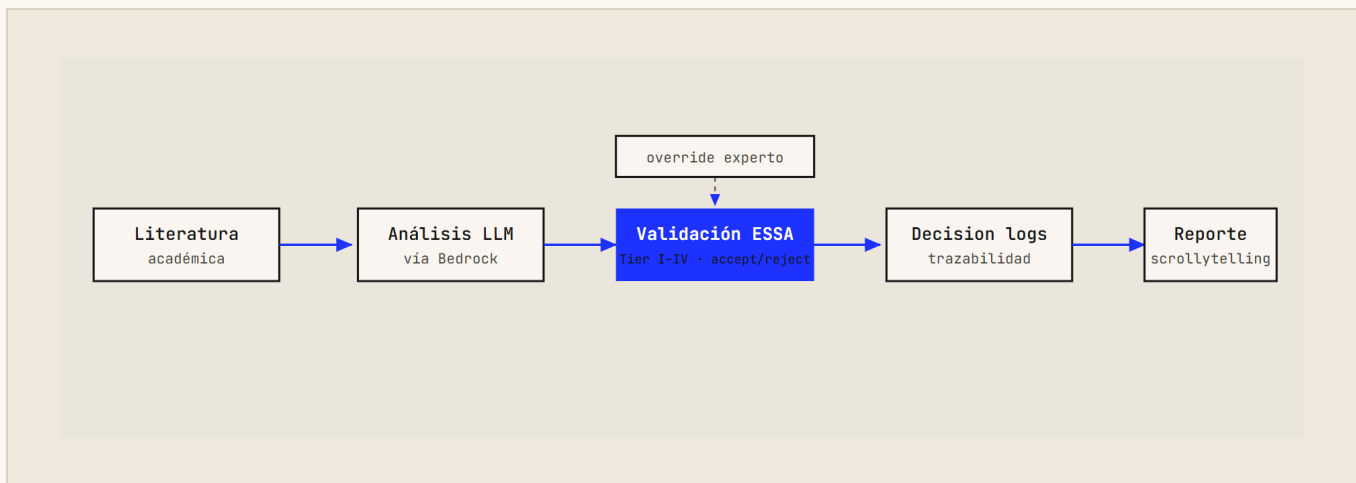 override experto
Literatura
académica
Análisis LLM
vía Bedrock
Validación ESSA
Tier I–IV · accept/reject
Decision logs
trazabilidad
Reporte
scrollytelling